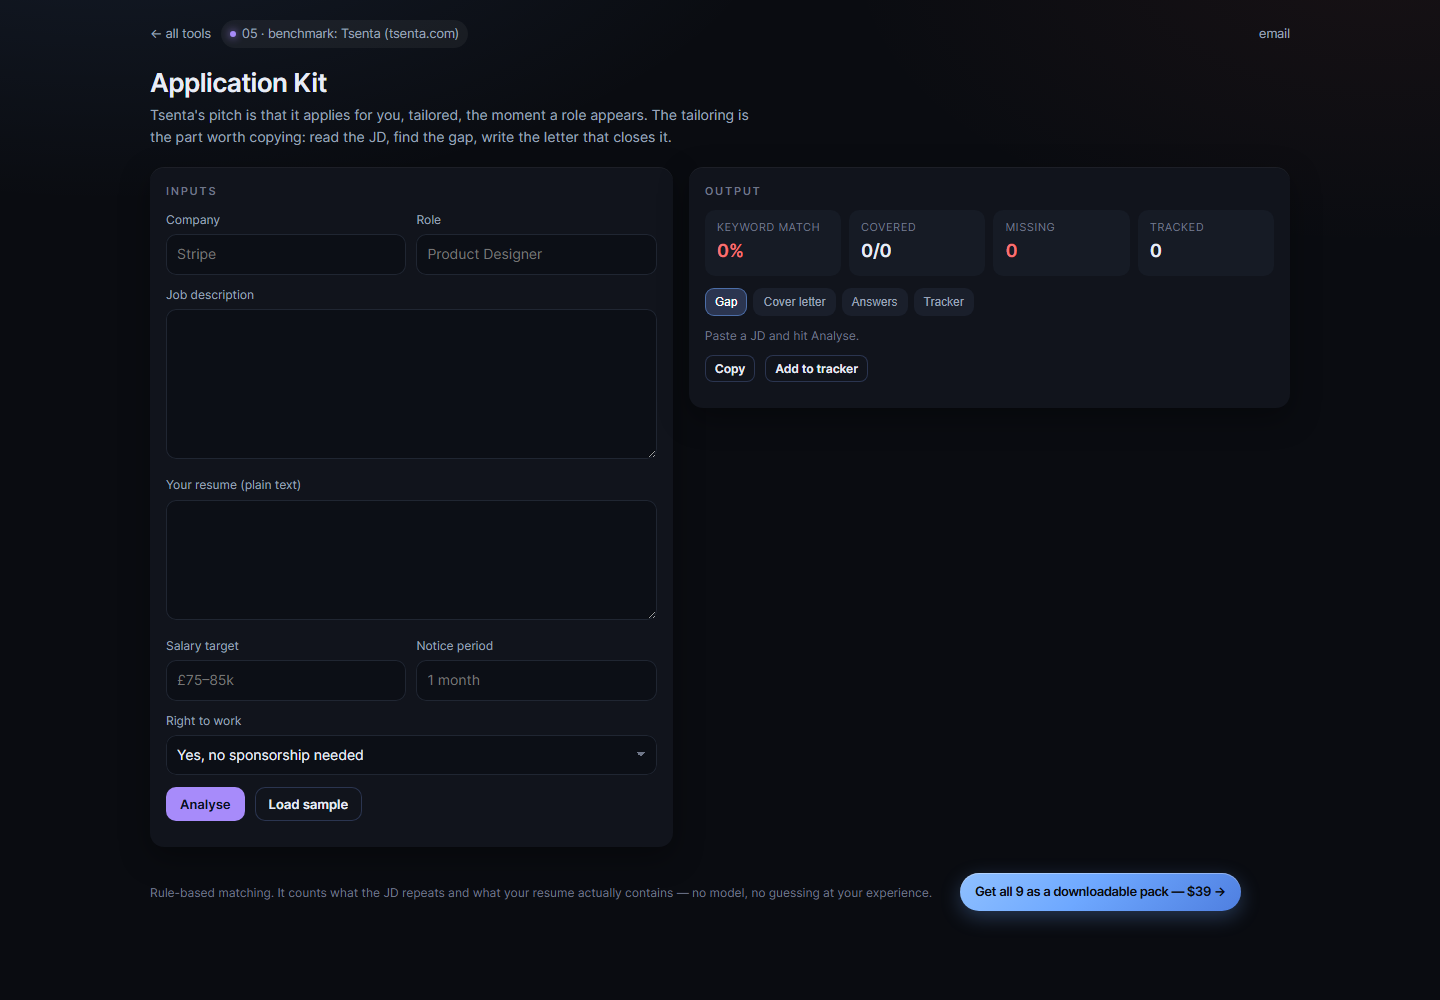 ← all tools
05 · benchmark: Tsenta (tsenta.com)
email
Application Kit
Tsenta's pitch is that it applies for you, tailored, the moment a role appears. The tailoring is
the part worth copying: read the JD, find the gap, write the letter that closes it.
INPUTS
Company
Role
Stripe
Product Designer
Job description
Your resume (plain text)
Salary target
Notice period
£75–85k
1 month
Right to work
Yes, no sponsorship needed
Analyse
Load sample
OUTPUT
KEYWORD MATCH
COVERED
MISSING
TRACKED
0%
0/0
0
0
Gap
Cover letter
Answers
Tracker
Paste a JD and hit Analyse.
Copy
Add to tracker
Rule-based matching. It counts what the JD repeats and what your resume actually contains — no model, no guessing at your experience.
Get all 9 as a downloadable pack — $39 →